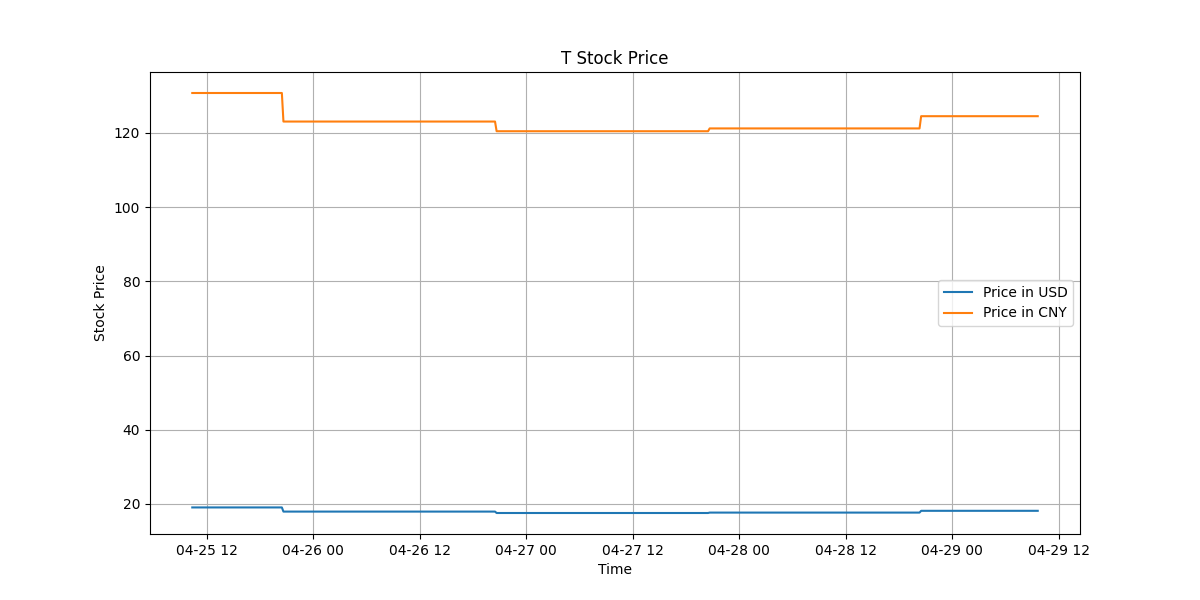 T Stock Price
Stock Price
120
100
80
60
40
20
Price in USD
Price in CNY
04-25 12 04-26 00 04-26 12 04-27 00 04-27 12 04-28 00 04-28 12 04-29 00 04-29 12
Time